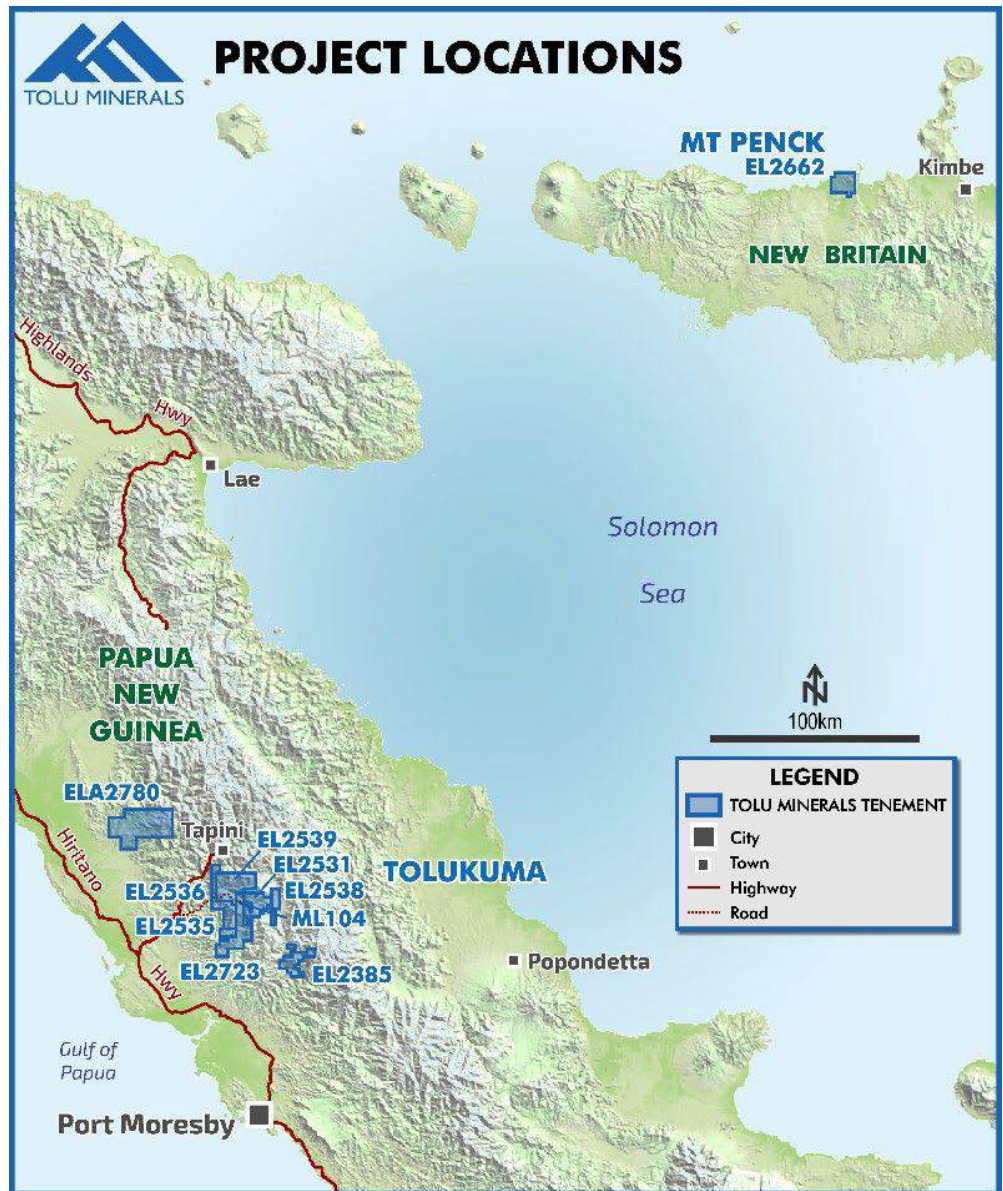 PROJECT LOCATIONS
TOLU MINERALS
MT PENCK
EL2662
Kimbe
NEW BRITAIN
Highlands
Hwy
Lae
Solomon
Sea
PAPUA
NEW
GUINEA
N
100km
LEGEND
TOLU MINERALS TENEMENT
City
Town
Highway
Road
ELA2780
Tapini
EL2539
EL2531
TOLUKUMA
EL2536
EL2538
ML104
EL2535
EL2723
EL2385
Hiritano
Hwy
Popondetta
Gulf of
Papua
Port Moresby